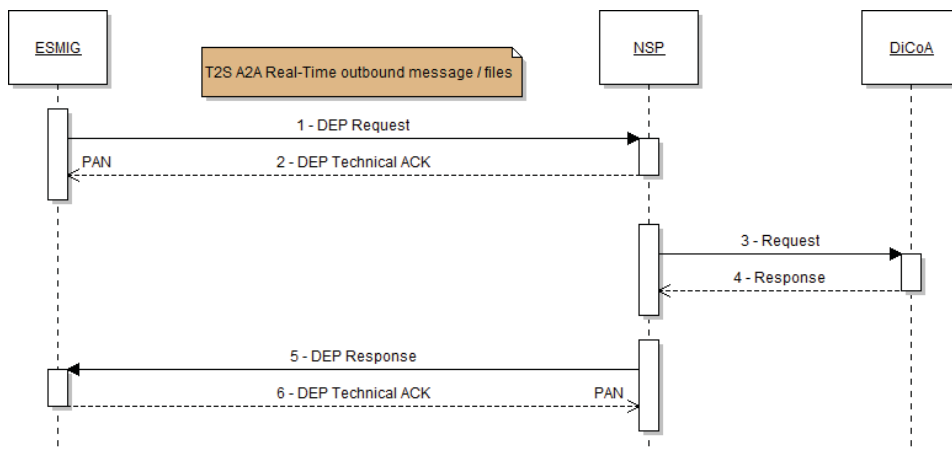 ESMIG
NSP
DiCoA
T2S A2A Real-Time outbound message / files
1 - DEP Request
PAN
2 - DEP Technical ACK
3 - Request
4 - Response
5 - DEP Response
6 - DEP Technical ACK
PAN